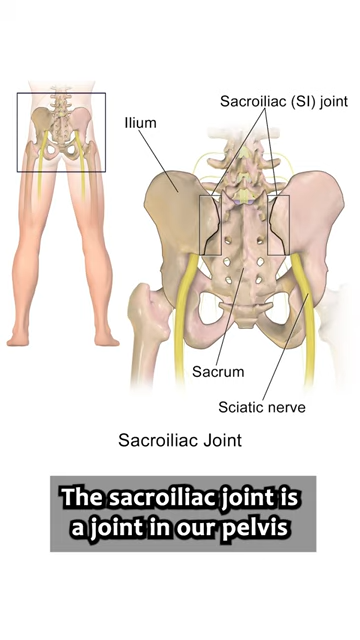 Sacroiliac (SI) joint
Ilium
Sacrum
Sciatic nerve
Sacroiliac Joint
The sacroiliac joint is
a joint in our pelvis